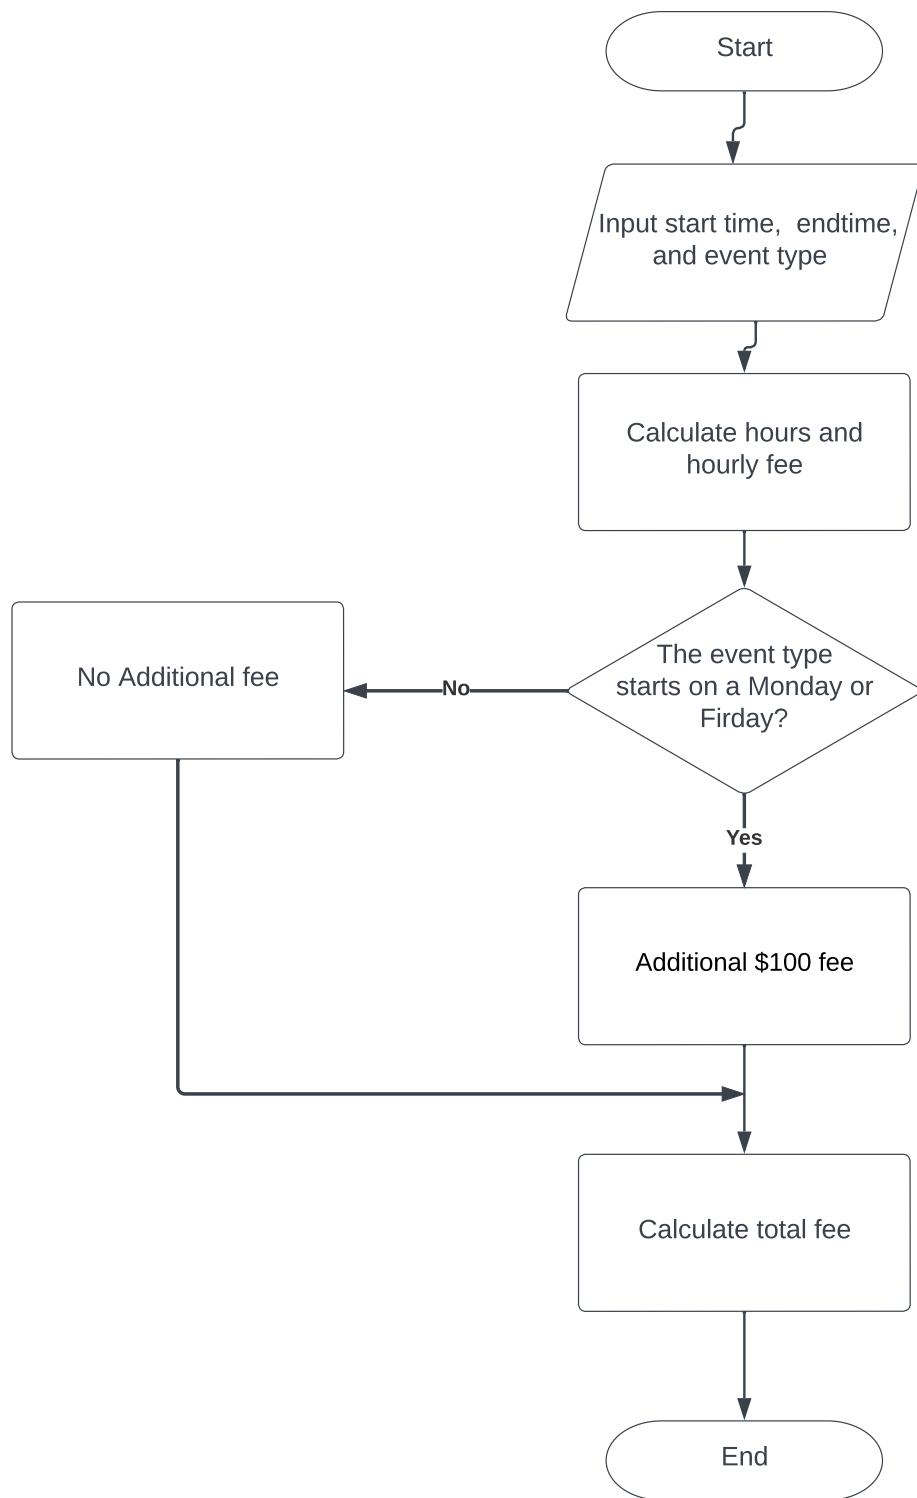 Start
Input start time,  endtime,
and event type
Calculate hours and
hourly fee
The event type
starts on a Monday or
Firday?
No
No Additional fee
Yes
Additional $100 fee
Calculate total fee
End